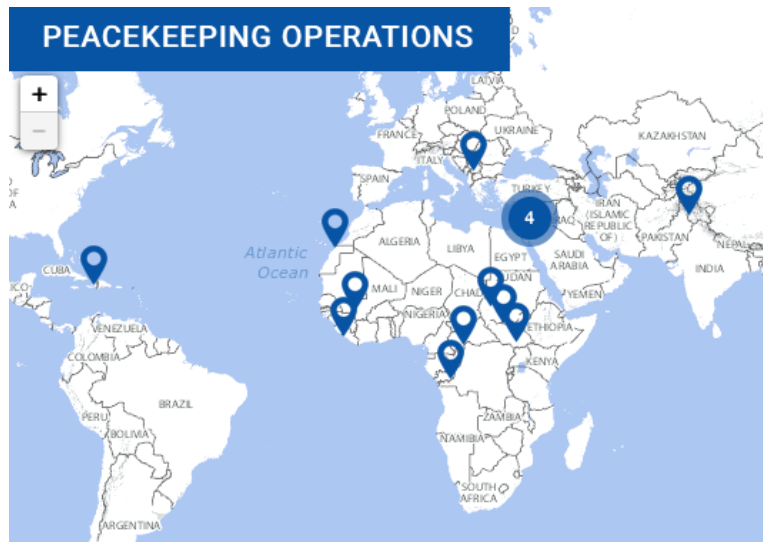 PEACEKEEPING OPERATIONS
+
−
LATVIA
POLAND
UKRAINE
FRANCE
KAZAKHSTAN
ITALY
SPAIN
TURKEY
4
IRAQ
IRAN
(ISLAMIC
REPUBLIC
OF)
PAKISTAN
NEPAL
ALGERIA
LIBYA
EGYPT
SAUDI
ARABIA
INDIA
Atlantic
Ocean
CUBA
MALI
NIGER
CHAD
SUDAN
YEMEN
NIGERIA
ETHIOPIA
VENEZUELA
COLOMBIA
KENYA
BRAZIL
PERU
BOLIVIA
ZAMBIA
NAMIBIA
SOUTH
AFRICA
ARGENTINA